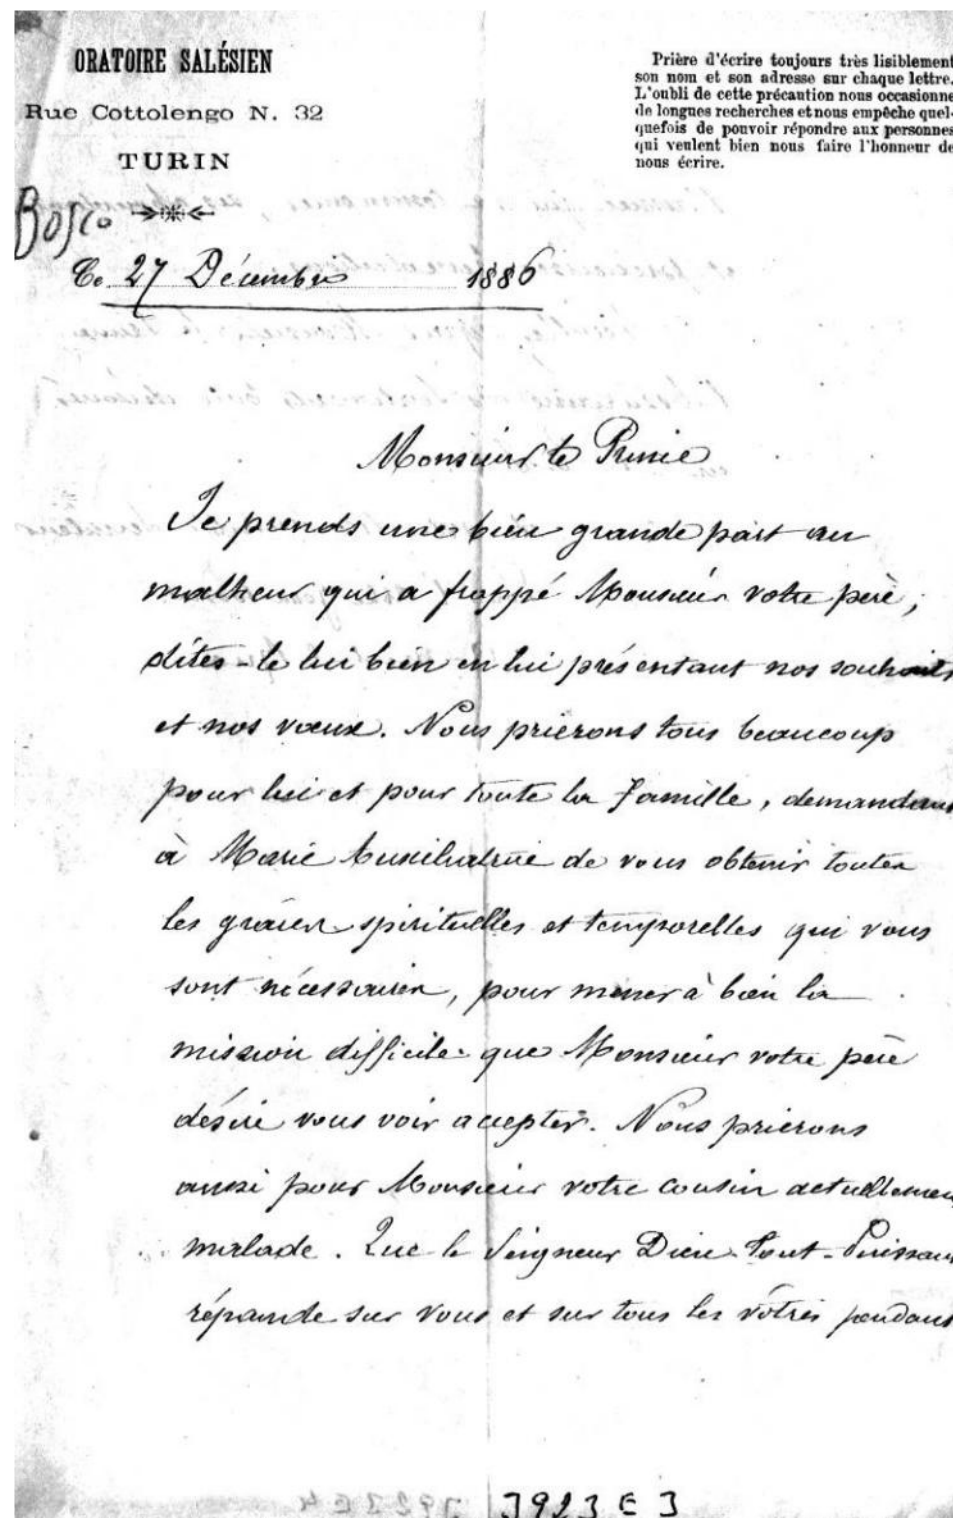 ORATOIRE SALÉSIEN
Rue Cottolengo N. 32
TURIN
Prière d'écrire toujours très lisiblement
son nom et son adresse sur chaque lettre.
L'oubli de cette précaution nous occasionne
de longues recherches et nous empêche quel-
quefois de pouvoir répondre aux personnes
qui veulent bien nous faire l'honneur de
nous écrire.
Bosco
Ce 27 Décembre 1886
Monsieur le Prince
Je prends une bien grande part au
malheur qui a frappé Monsieur votre père,
dites-le lui bien en lui présentant nos souhaits
et nos vœux. Nous prierons tous beaucoup
pour lui et pour toute la famille, demandant
à Marie Auxiliatrice de vous obtenir toutes
les grâces spirituelles et temporelles qui vous
sont nécessaires, pour mener à bien la
mission difficile que Monsieur votre père
désire vous voir accepter. Nous prierons
aussi pour Monsieur votre cousin actuellemen
malade. Que le Seigneur Dieu Tout-Puissant
répande sur vous et sur tous les vôtres pendant
3923 E 3